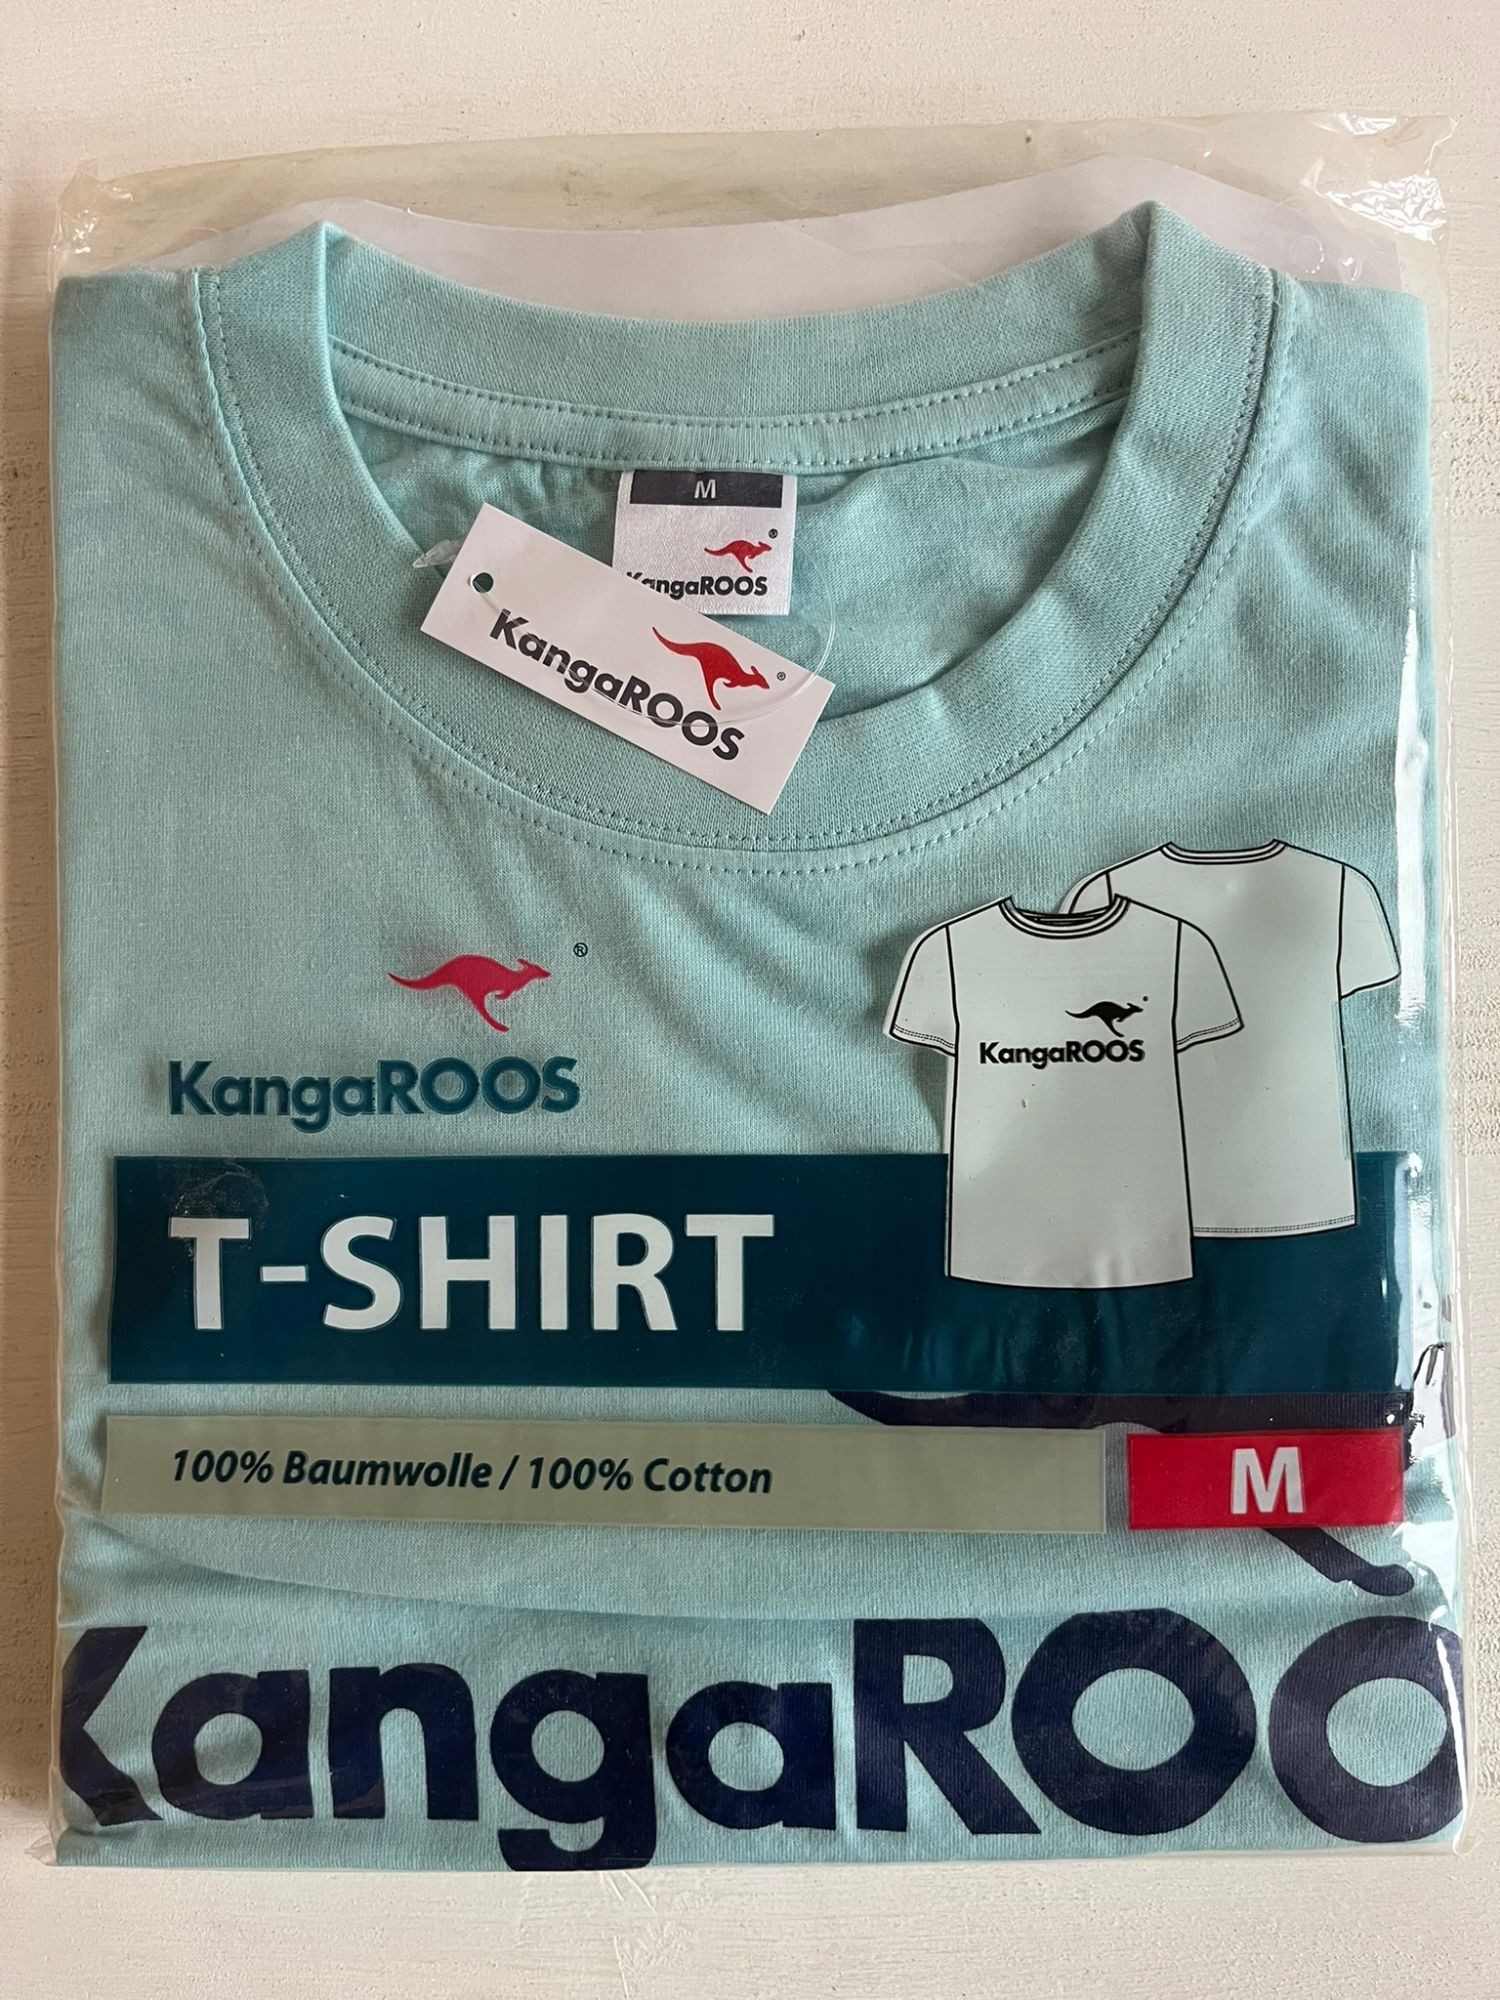 M
®
KangaROOS
KangaROOS ®
®
KangaROOS
KangaROOS
T-SHIRT
100% Baumwolle / 100% Cotton
M
KangaROO